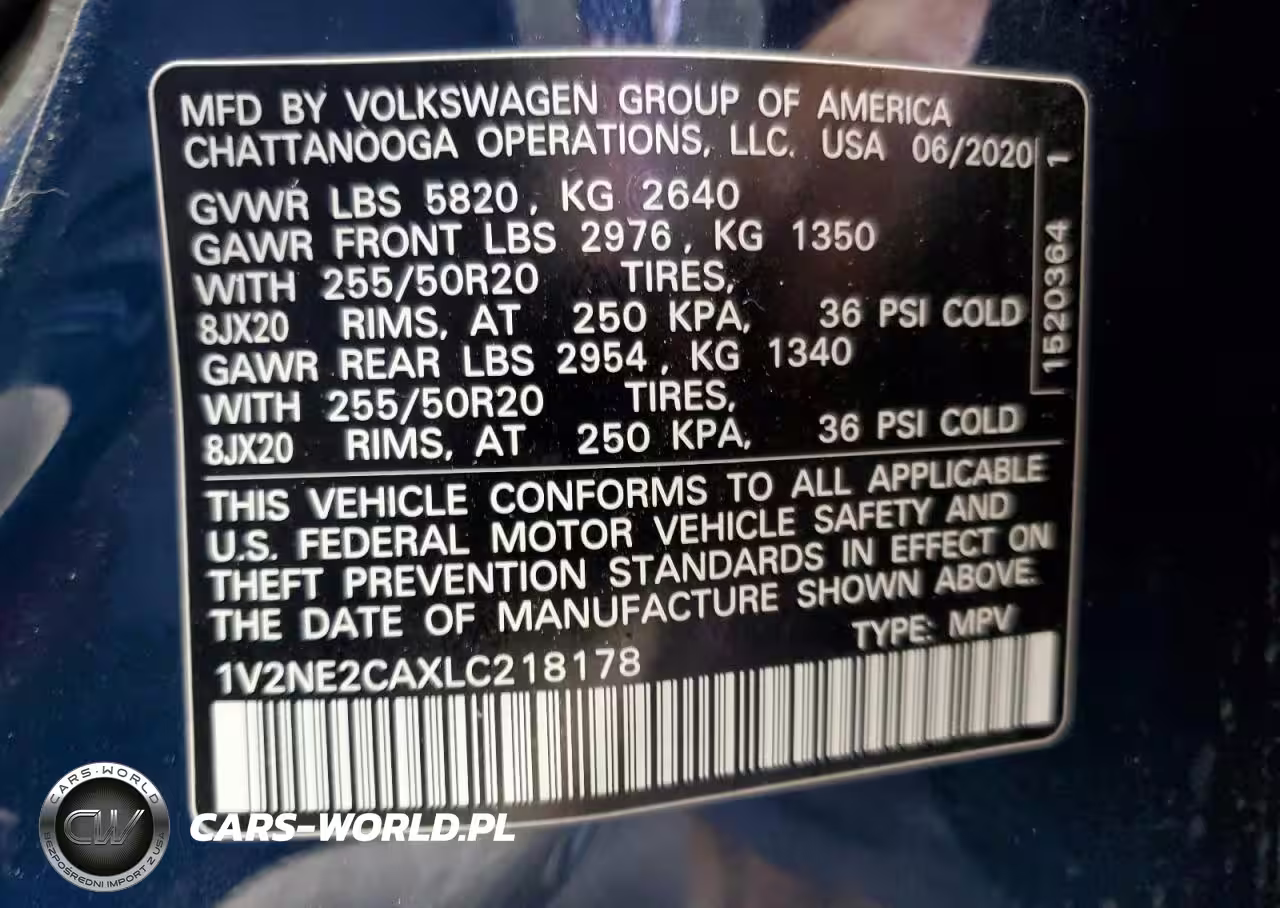 MFD BY VOLKSWAGEN GROUP OF AMERICA
CHATTANOOGA OPERATIONS, LLC. USA 06/2020
GVWR LBS 5820, KG 2640
GAWR FRONT LBS 2976, KG 1350
WITH 255/50R20 TIRES,
8JX20 RIMS, AT 250 KPA, 36 PSI COLD
GAWR REAR LBS 2954, KG 1340
WITH 255/50R20 TIRES,
8JX20 RIMS, AT 250 KPA, 36 PSI COLD
1520364 1
THIS VEHICLE CONFORMS TO ALL APPLICABLE
U.S. FEDERAL MOTOR VEHICLE SAFETY AND
THEFT PREVENTION STANDARDS IN EFFECT ON
THE DATE OF MANUFACTURE SHOWN ABOVE.
TYPE: MPV
1V2NE2CAXLC218178
CARS-WORLD
CW
BEZPOŚREDNI IMPORT Z USA
CARS-WORLD.PL